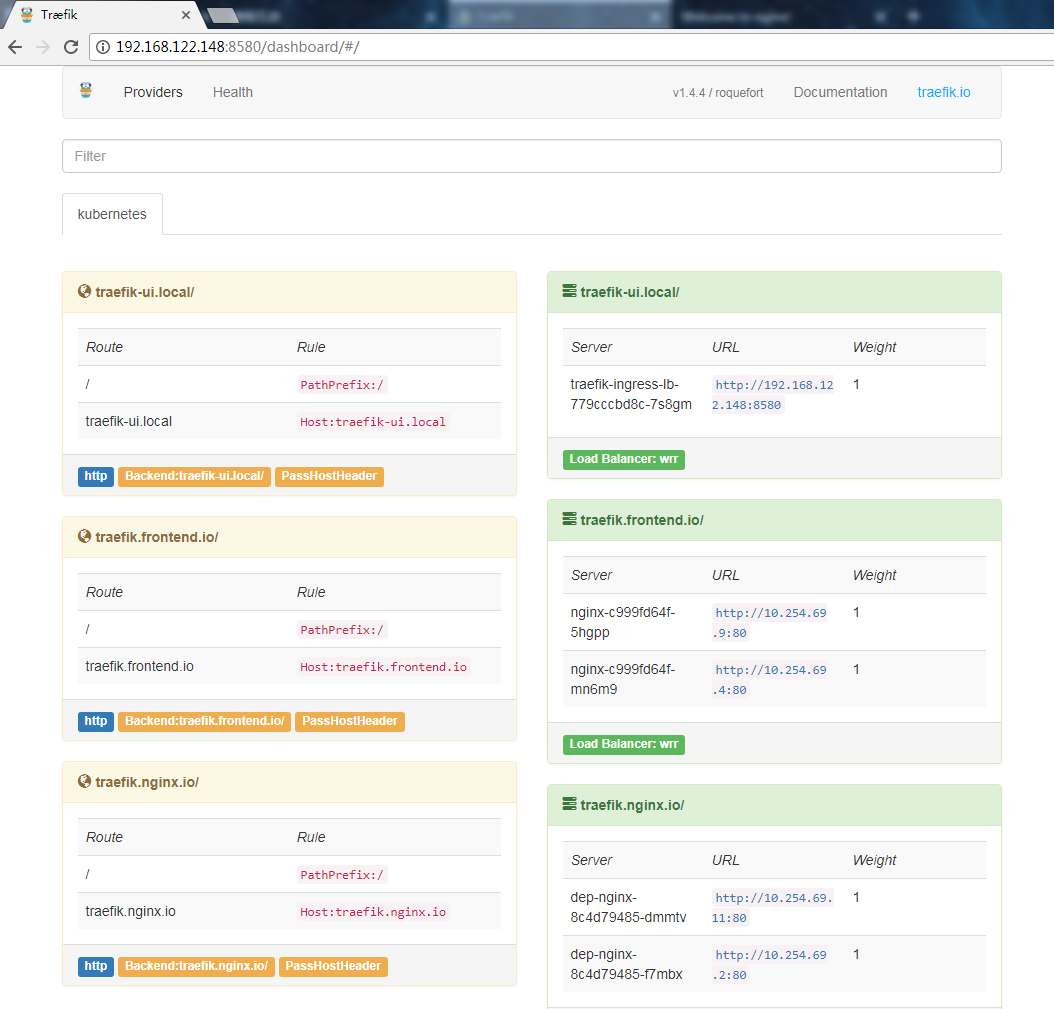 Træfik
Welcome to nginx!
192.168.122.148:8580/dashboard/#/
Providers Health v1.4.4 / roquefort Documentation traefik.io
Filter
kubernetes
traefik-ui.local/
Route Rule
/ PathPrefix:/
traefik-ui.local Host:traefik-ui.local
http Backend:traefik-ui.local/ PassHostHeader
traefik.frontend.io/
Route Rule
/ PathPrefix:/
traefik.frontend.io Host:traefik.frontend.io
http Backend:traefik.frontend.io/ PassHostHeader
traefik.nginx.io/
Route Rule
/ PathPrefix:/
traefik.nginx.io Host:traefik.nginx.io
http Backend:traefik.nginx.io/ PassHostHeader
traefik-ui.local/
Server URL Weight
traefik-ingress-lb- http://192.168.12 1
779cccbd8c-7s8gm 2.148:8580
Load Balancer: wrr
traefik.frontend.io/
Server URL Weight
nginx-c999fd64f- http://10.254.69 1
5hgpp .9:80
nginx-c999fd64f- http://10.254.69 1
mn6m9 .4:80
Load Balancer: wrr
traefik.nginx.io/
Server URL Weight
dep-nginx- http://10.254.69. 1
8c4d79485-dmmtv 11:80
dep-nginx- http://10.254.69 1
8c4d79485-f7mbx .2:80